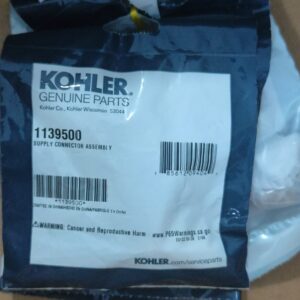 KOHLER®
GENUINE PARTS
Kohler Co., Kohler Wisconsin 53044
1139500
SUPPLY CONNECTOR ASSEMBLY
*1139500*
WARNING: Cancer and Reproductive Harm www.P65Warnings.ca.gov
KOHLER.com/serviceparts